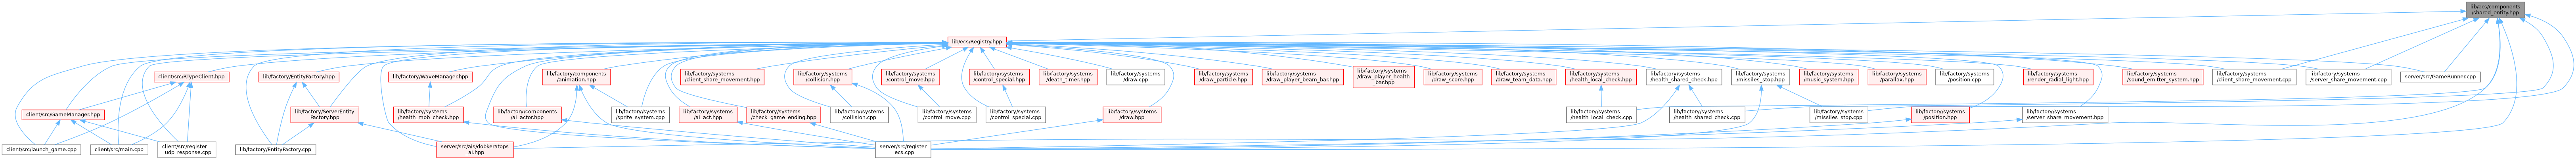 lib/ecs/components
/shared_entity.hpp
lib/ecs/Registry.hpp
client/src/RTypeClient.hpp
lib/factory/EntityFactory.hpp
lib/factory/WaveManager.hpp
lib/factory/components
/animation.hpp
lib/factory/systems
/client_share_movement.hpp
lib/factory/systems
/collision.hpp
lib/factory/systems
/control_move.hpp
lib/factory/systems
/control_special.hpp
lib/factory/systems
/death_timer.hpp
lib/factory/systems
/draw.cpp
lib/factory/systems
/draw_particle.hpp
lib/factory/systems
/draw_player_beam_bar.hpp
lib/factory/systems
/draw_player_health
_bar.hpp
lib/factory/systems
/draw_score.hpp
lib/factory/systems
/draw_team_data.hpp
lib/factory/systems
/health_local_check.hpp
lib/factory/systems
/health_shared_check.hpp
lib/factory/systems
/missiles_stop.hpp
lib/factory/systems
/music_system.hpp
lib/factory/systems
/parallax.hpp
lib/factory/systems
/position.cpp
lib/factory/systems
/render_radial_light.hpp
lib/factory/systems
/sound_emitter_system.hpp
lib/factory/systems
/client_share_movement.cpp
lib/factory/systems
/server_share_movement.cpp
server/src/GameRunner.cpp
client/src/GameManager.hpp
lib/factory/ServerEntity
Factory.hpp
lib/factory/systems
/health_mob_check.hpp
lib/factory/components
/ai_actor.hpp
lib/factory/systems
/sprite_system.cpp
lib/factory/systems
/ai_act.hpp
lib/factory/systems
/check_game_ending.hpp
lib/factory/systems
/collision.cpp
lib/factory/systems
/control_move.cpp
lib/factory/systems
/control_special.cpp
lib/factory/systems
/draw.hpp
lib/factory/systems
/health_local_check.cpp
lib/factory/systems
/health_shared_check.cpp
lib/factory/systems
/missiles_stop.cpp
lib/factory/systems
/position.hpp
lib/factory/systems
/server_share_movement.hpp
client/src/launch_game.cpp
client/src/main.cpp
client/src/register
_udp_response.cpp
lib/factory/EntityFactory.cpp
server/src/ais/dobkeratops
_ai.hpp
server/src/register
_ecs.cpp